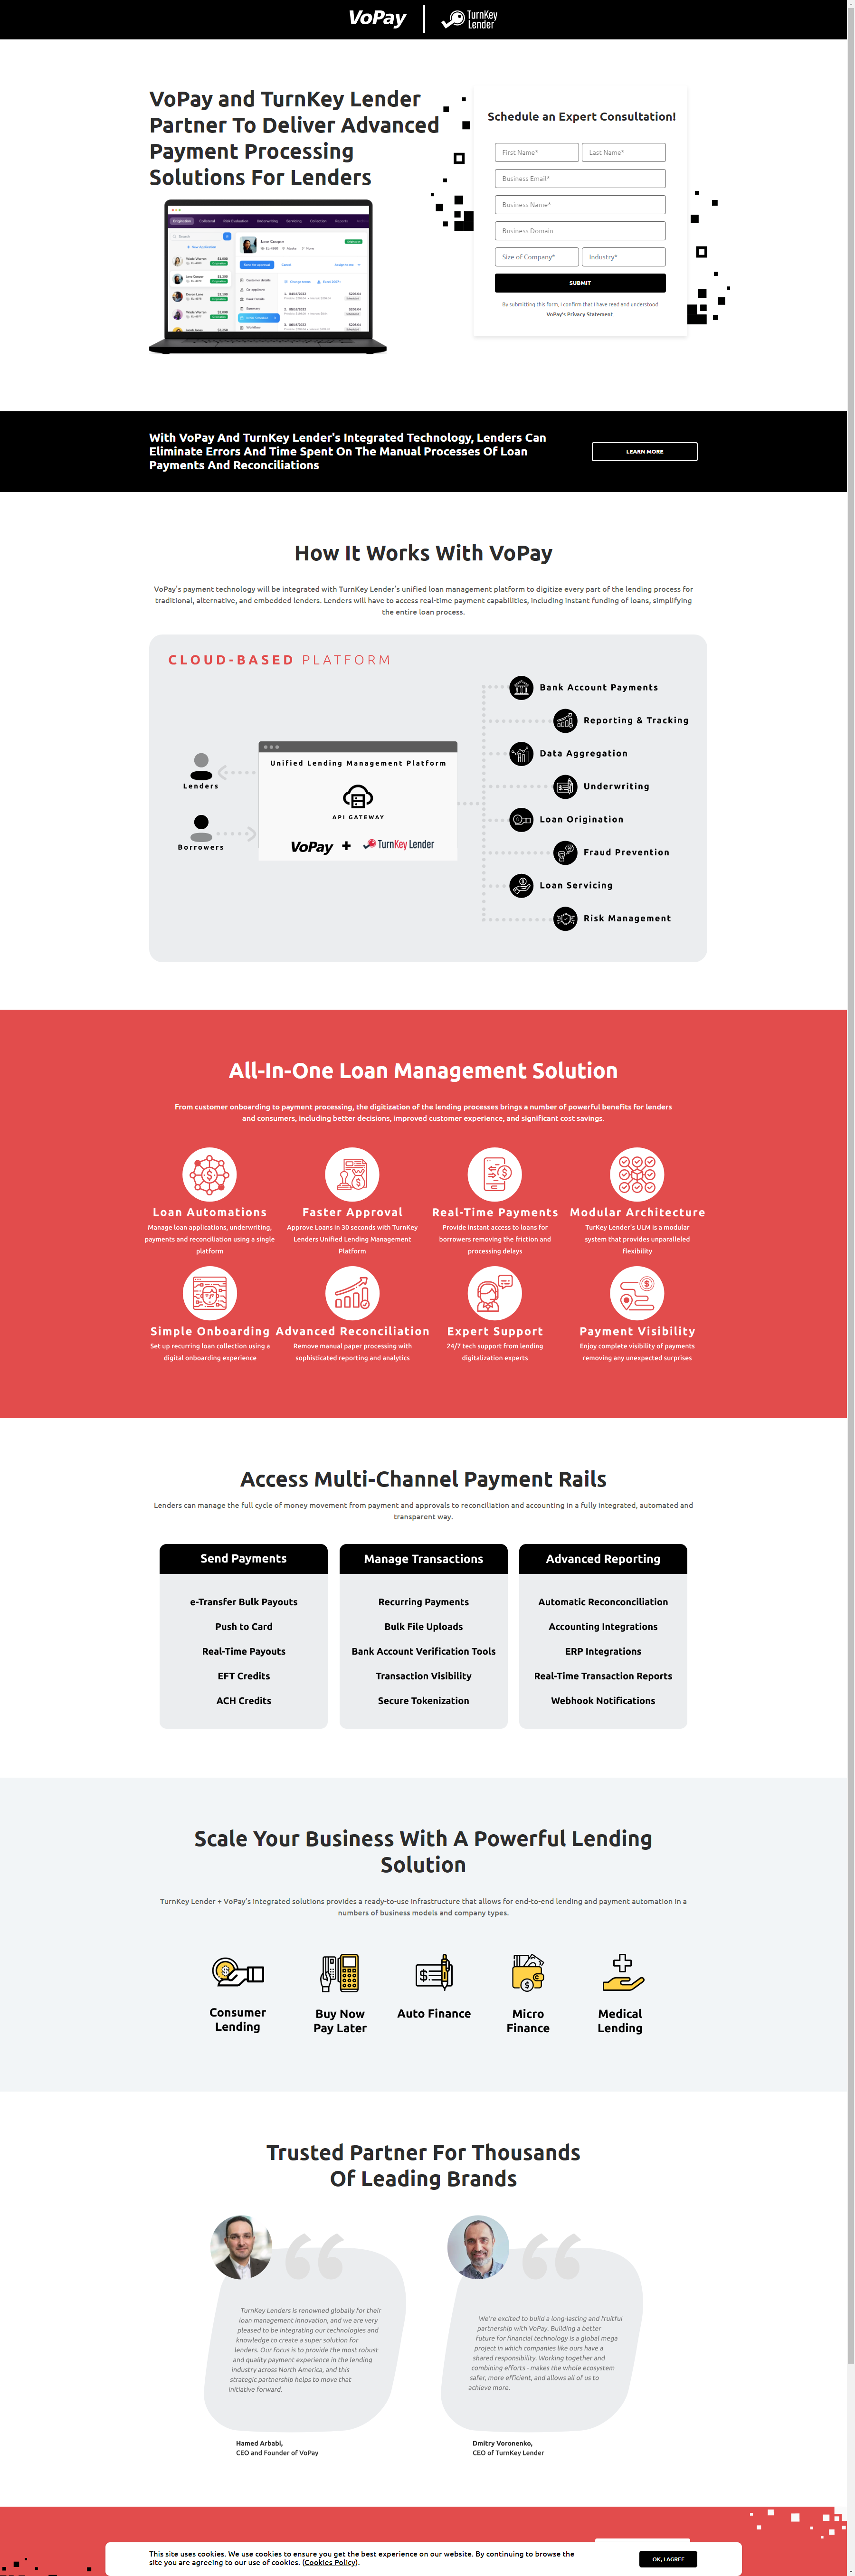 VoPay
TurnKey
Lender
VoPay and TurnKey Lender
Partner To Deliver Advanced
Payment Processing
Solutions For Lenders
Schedule an Expert Consultation!
First Name*
Last Name*
Business Email*
Business Name*
Business Domain
Size of Company*
Industry*
SUBMIT
By submitting this form, I confirm that I have read and understood
VoPay's Privacy Statement.
Origination
Collateral
Risk Evaluation
Underwriting
Servicing
Collection
Reports
Search
New Application
Jane Cooper
With VoPay And TurnKey Lender's Integrated Technology, Lenders Can
Eliminate Errors And Time Spent On The Manual Processes Of Loan
Payments And Reconciliations
LEARN MORE
How It Works With VoPay
VoPay's payment technology will be integrated with TurnKey Lender's unified loan management platform to digitize every part of the lending process for
traditional, alternative, and embedded lenders. Lenders will have to access real-time payment capabilities, including instant funding of loans, simplifying
the entire loan process.
CLOUD-BASED PLATFORM
Lenders
Borrowers
Unified Lending Management Platform
API GATEWAY
VoPay + TurnKey Lender
Bank Account Payments
Reporting & Tracking
Data Aggregation
Underwriting
Loan Origination
Fraud Prevention
Loan Servicing
Risk Management
All-In-One Loan Management Solution
From customer onboarding to payment processing, the digitization of the lending processes brings a number of powerful benefits for lenders
and consumers, including better decisions, improved customer experience, and significant cost savings.
Loan Automations
Manage loan applications, underwriting,
payments and reconciliation using a single
platform
Faster Approval
Approve Loans in 30 seconds with TurnKey
Lenders Unified Lending Management
Platform
Real-Time Payments
Provide instant access to loans for
borrowers removing the friction and
processing delays
Modular Architecture
TurKey Lender's ULM is a modular
system that provides unparalleled
flexibility
Simple Onboarding
Set up recurring loan collection using a
digital onboarding experience
Advanced Reconciliation
Remove manual paper processing with
sophisticated reporting and analytics
Expert Support
24/7 tech support from lending
digitalization experts
Payment Visibility
Enjoy complete visibility of payments
removing any unexpected surprises
Access Multi-Channel Payment Rails
Lenders can manage the full cycle of money movement from payment and approvals to reconciliation and accounting in a fully integrated, automated and
transparent way.
Send Payments
e-Transfer Bulk Payouts
Push to Card
Real-Time Payouts
EFT Credits
ACH Credits
Manage Transactions
Recurring Payments
Bulk File Uploads
Bank Account Verification Tools
Transaction Visibility
Secure Tokenization
Advanced Reporting
Automatic Reconconciliation
Accounting Integrations
ERP Integrations
Real-Time Transaction Reports
Webhook Notifications
Scale Your Business With A Powerful Lending
Solution
TurnKey Lender + VoPay's integrated solutions provides a ready-to-use infrastructure that allows for end-to-end lending and payment automation in a
numbers of business models and company types.
Consumer
Lending
Buy Now
Pay Later
Auto Finance
Micro
Finance
Medical
Lending
Trusted Partner For Thousands
Of Leading Brands
TurnKey Lenders is renowned globally for their
loan management innovation, and we are very
pleased to be integrating our technologies and
knowledge to create a super solution for
lenders. Our focus is to provide the most robust
and quality payment experience in the lending
industry across North America, and this
strategic partnership helps to move that
initiative forward.
Hamed Arbabi,
CEO and Founder of VoPay
We're excited to build a long-lasting and fruitful
partnership with VoPay. Building a better
future for financial technology is a global mega
project in which companies like ours have a
shared responsibility. Working together and
combining efforts - makes the whole ecosystem
safer, more efficient, and allows all of us to
achieve more.
Dmitry Voronenko,
CEO of TurnKey Lender
This site uses cookies. We use cookies to ensure you get the best experience on our website. By continuing to browse the
site you are agreeing to our use of cookies. (Cookies Policy).
OK, I AGREE